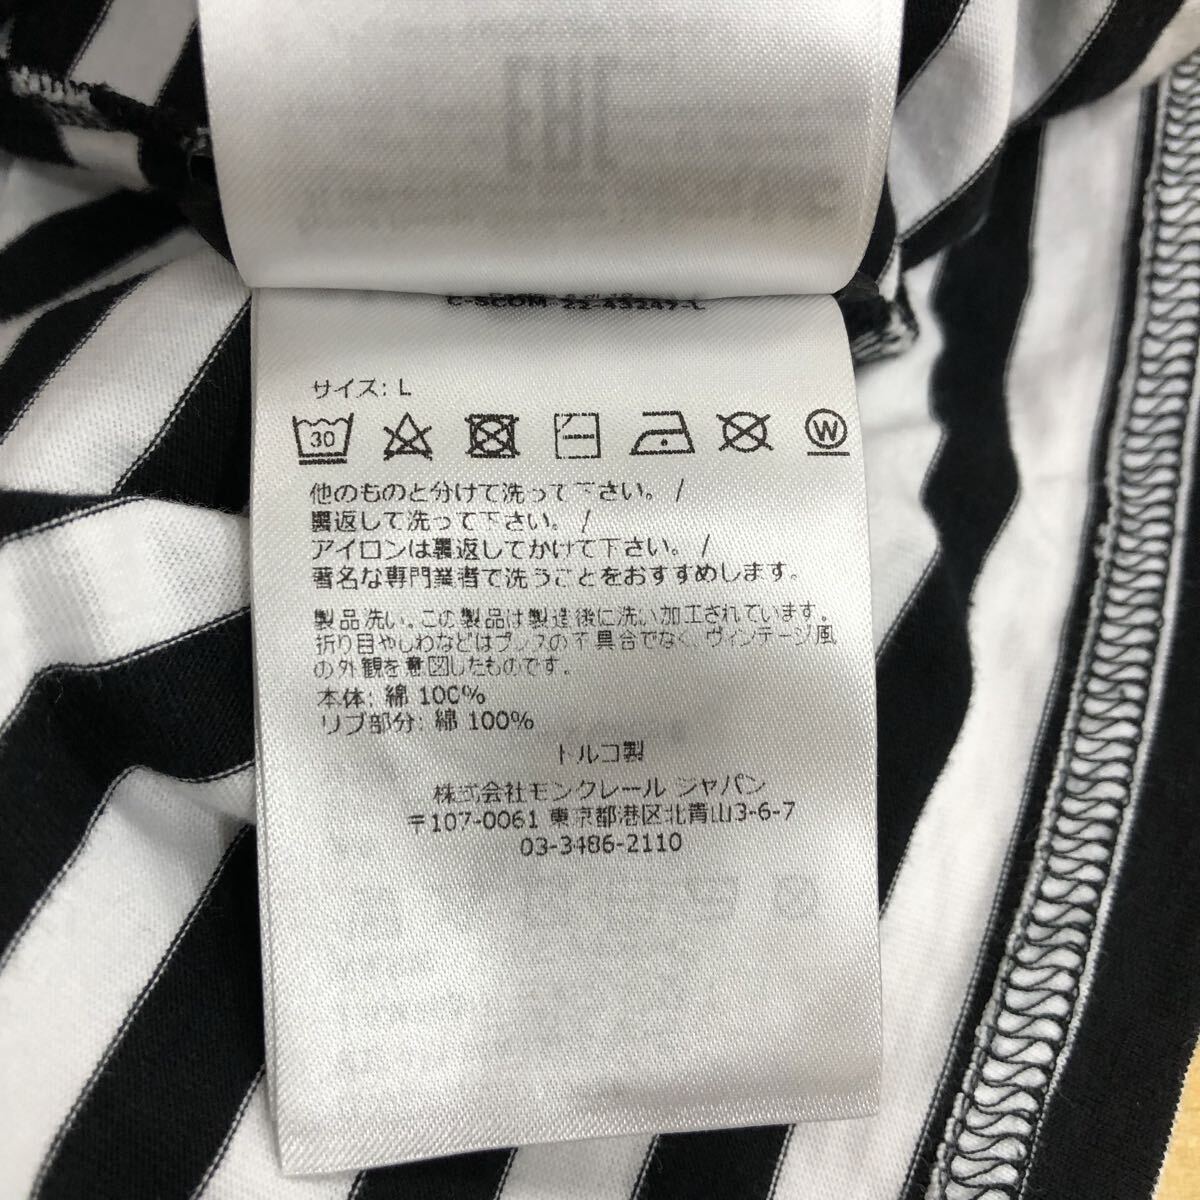 C-SCOM 22-43247-L
サイズ: L
30
W
他のものと分けて洗って下さい。 /
裏返して洗って下さい。 /
アイロンは裏返してかけて下さい。 /
著名な専門業者で洗うことをおすすめします。
製品洗い。この製品は製造後に洗い加工されています。
折り目やしわなどはプレスの不具合でなく、ヴィンテージ風
の外観を意図したものです。
本体: 綿 100%
リブ部分: 綿 100%
トルコ製
株式会社モンクレール ジャパン
〒107-0061 東京都港区北青山3-6-7
03-3486-2110